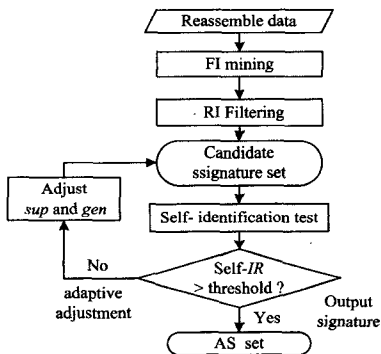 Reassemble data
FI mining
RI Filtering
Candidate
ssignature set
Adjust
sup and gen
Self- identification test
No
adaptive
adjustment
Self-IR
> threshold ?
Output
signature
Yes
AS set